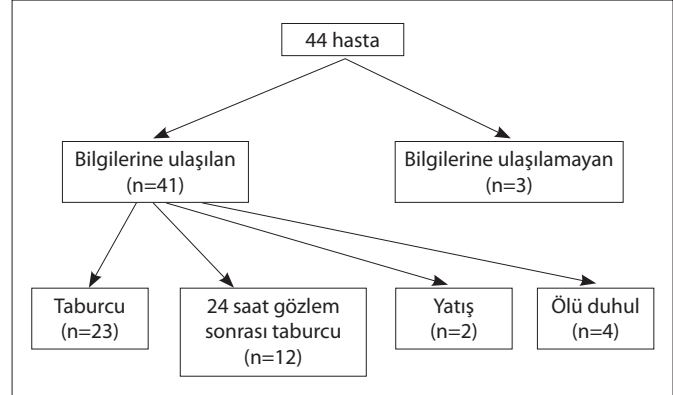 44 hasta
Bilgilerine ulaşılan
(n=41)
Bilgilerine ulaşılamayan
(n=3)
Taburcu
(n=23)
24 saat gözlem
sonrası taburcu
(n=12)
Yatış
(n=2)
Ölü duhul
(n=4)